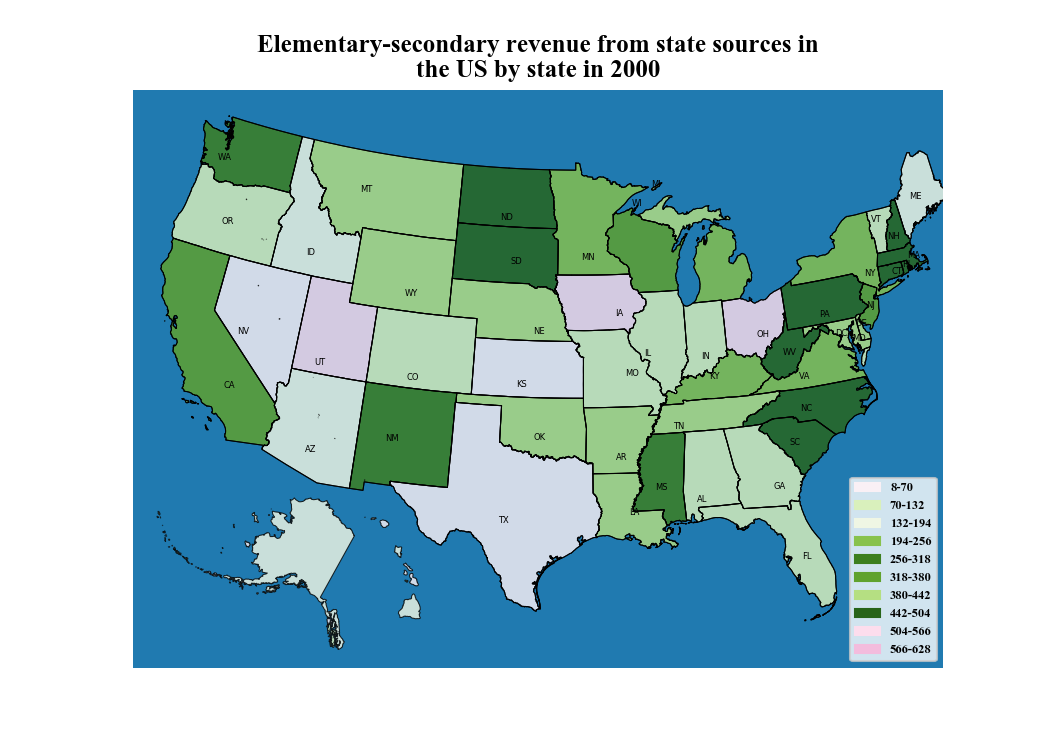 Elementary-secondary revenue from state sources in
the US by state in 2000
WA
MT
ND
MN
WI
MI
ME
VT
NH
MA
OR
ID
SD
WY
NY
CT
NV
UT
CO
NE
IA
IL
IN
OH
PA
NJ
DC
MD
WV
VA
KY
CA
KS
MO
AZ
NM
OK
AR
TN
NC
SC
TX
LA
MS
AL
GA
FL
8-70
70-132
132-194
194-256
256-318
318-380
380-442
442-504
504-566
566-628